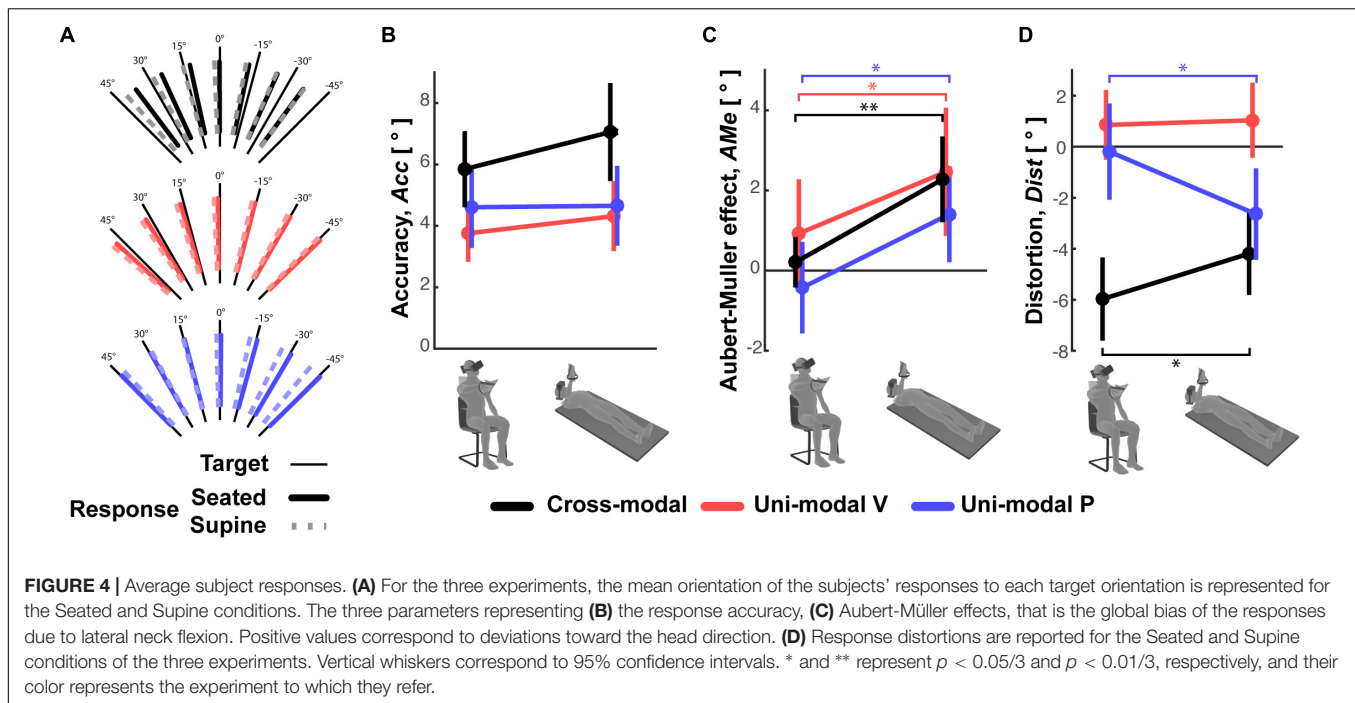 A
B
C
D
0°
15°
-15°
30°
-30°
45°
-45°
0°
15°
-15°
30°
-30°
45°
-45°
0°
15°
-15°
30°
-30°
45°
-45°
Target
Response
Seated
Supine
Accuracy, Acc [ ° ]
8
6
4
2
0
Aubert-Muller effect, AMe [ ° ]
4
2
0
-2
*
*
**
Distortion, Dist [ ° ]
2
0
-2
-4
-6
-8
*
*
Cross-modal
Uni-modal V
Uni-modal P
FIGURE 4 | Average subject responses. (A) For the three experiments, the mean orientation of the subjects' responses to each target orientation is represented for
the Seated and Supine conditions. The three parameters representing (B) the response accuracy, (C) Aubert-Müller effects, that is the global bias of the responses
due to lateral neck flexion. Positive values correspond to deviations toward the head direction. (D) Response distortions are reported for the Seated and Supine
conditions of the three experiments. Vertical whiskers correspond to 95% confidence intervals. * and ** represent p < 0.05/3 and p < 0.01/3, respectively, and their
color represents the experiment to which they refer.